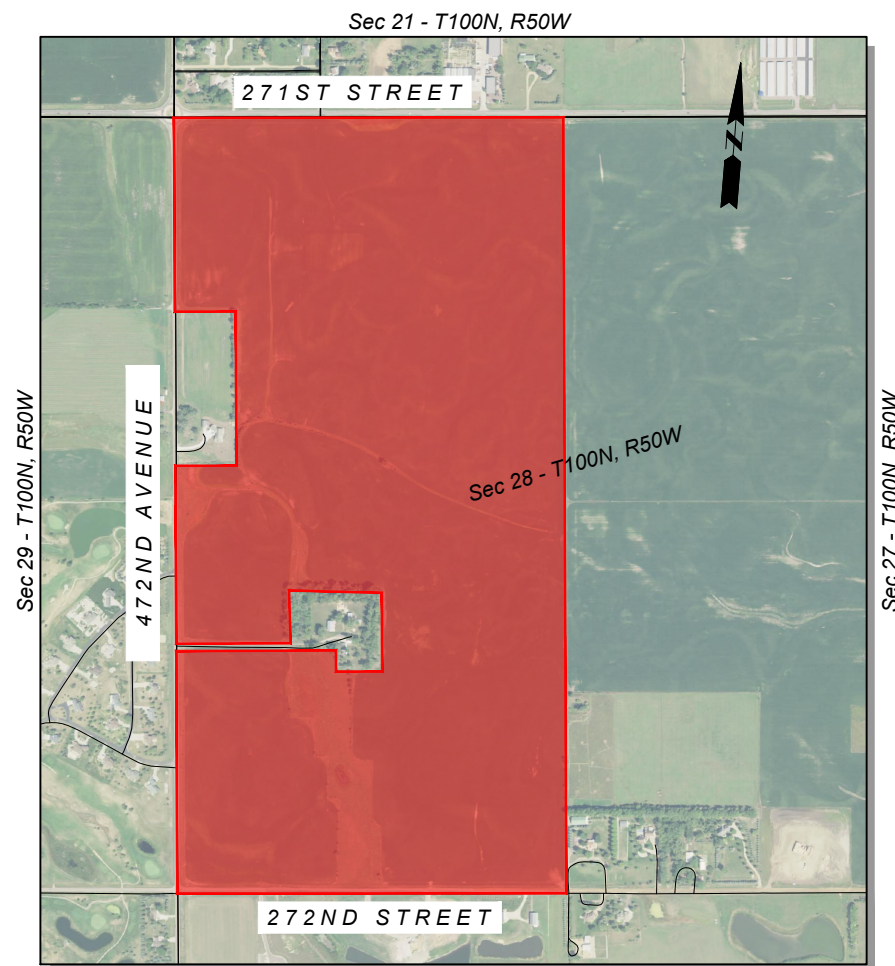 Sec 21 - T100N, R50W
271ST STREET
N
Sec 29 - T100N, R50W
472ND AVENUE
Sec 28 - T100N, R50W
Sec 27 - T100N, R50W
272ND STREET